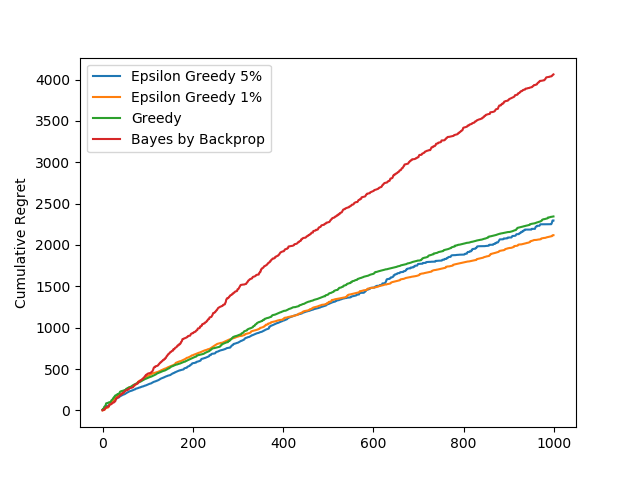 Epsilon Greedy 5%
Epsilon Greedy 1%
Greedy
Bayes by Backprop
Cumulative Regret
4000
3500
3000
2500
2000
1500
1000
500
0
0 200 400 600 800 1000